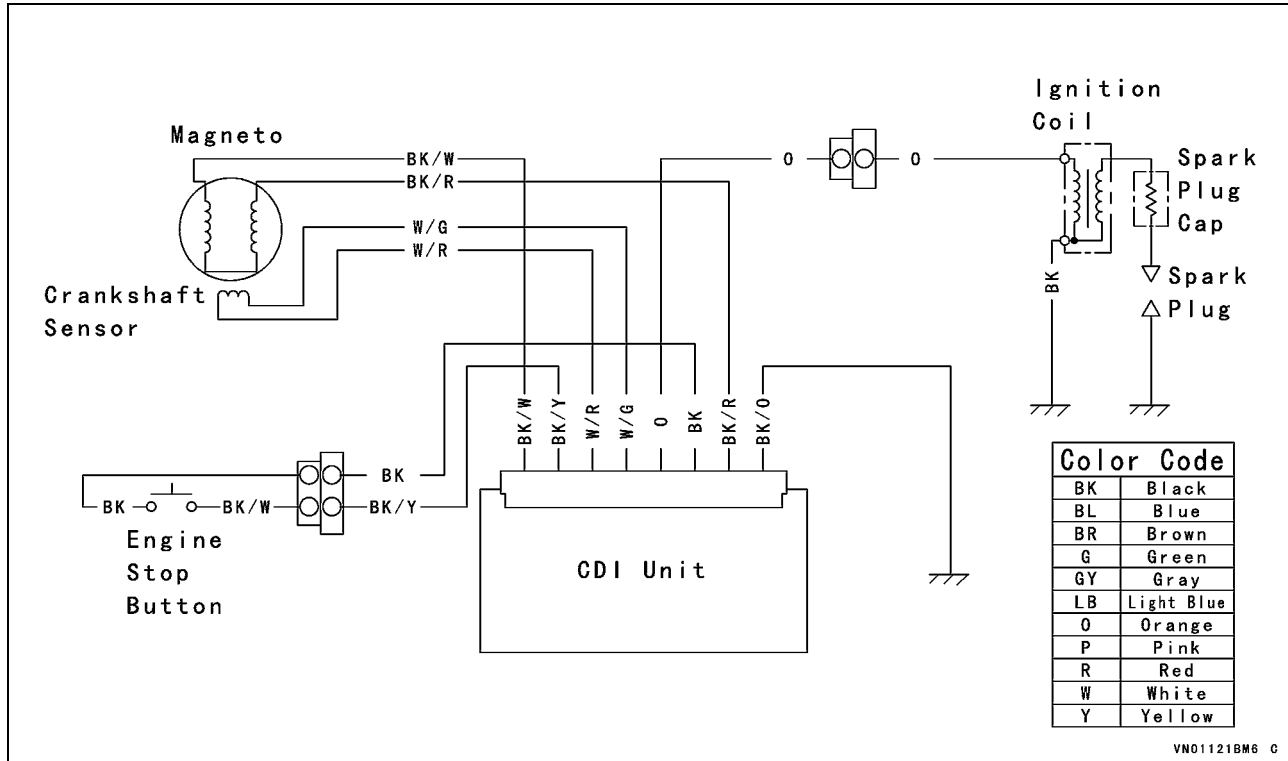 Magneto
Crankshaft
Sensor
BK/W
BK/R
W/G
W/R
O
O
Ignition
Coil
Spark
Plug
Cap
Spark
Plug
BK
BK/W
BK/Y
W/R
W/G
O
BK
BK/R
BK/O
BK
BK
BK/W
BK/Y
Engine
Stop
Button
CDI Unit
Color Code
BK Black
BL Blue
BR Brown
G Green
GY Gray
LB Light Blue
O Orange
P Pink
R Red
W White
Y Yellow
VN01121BM6 C